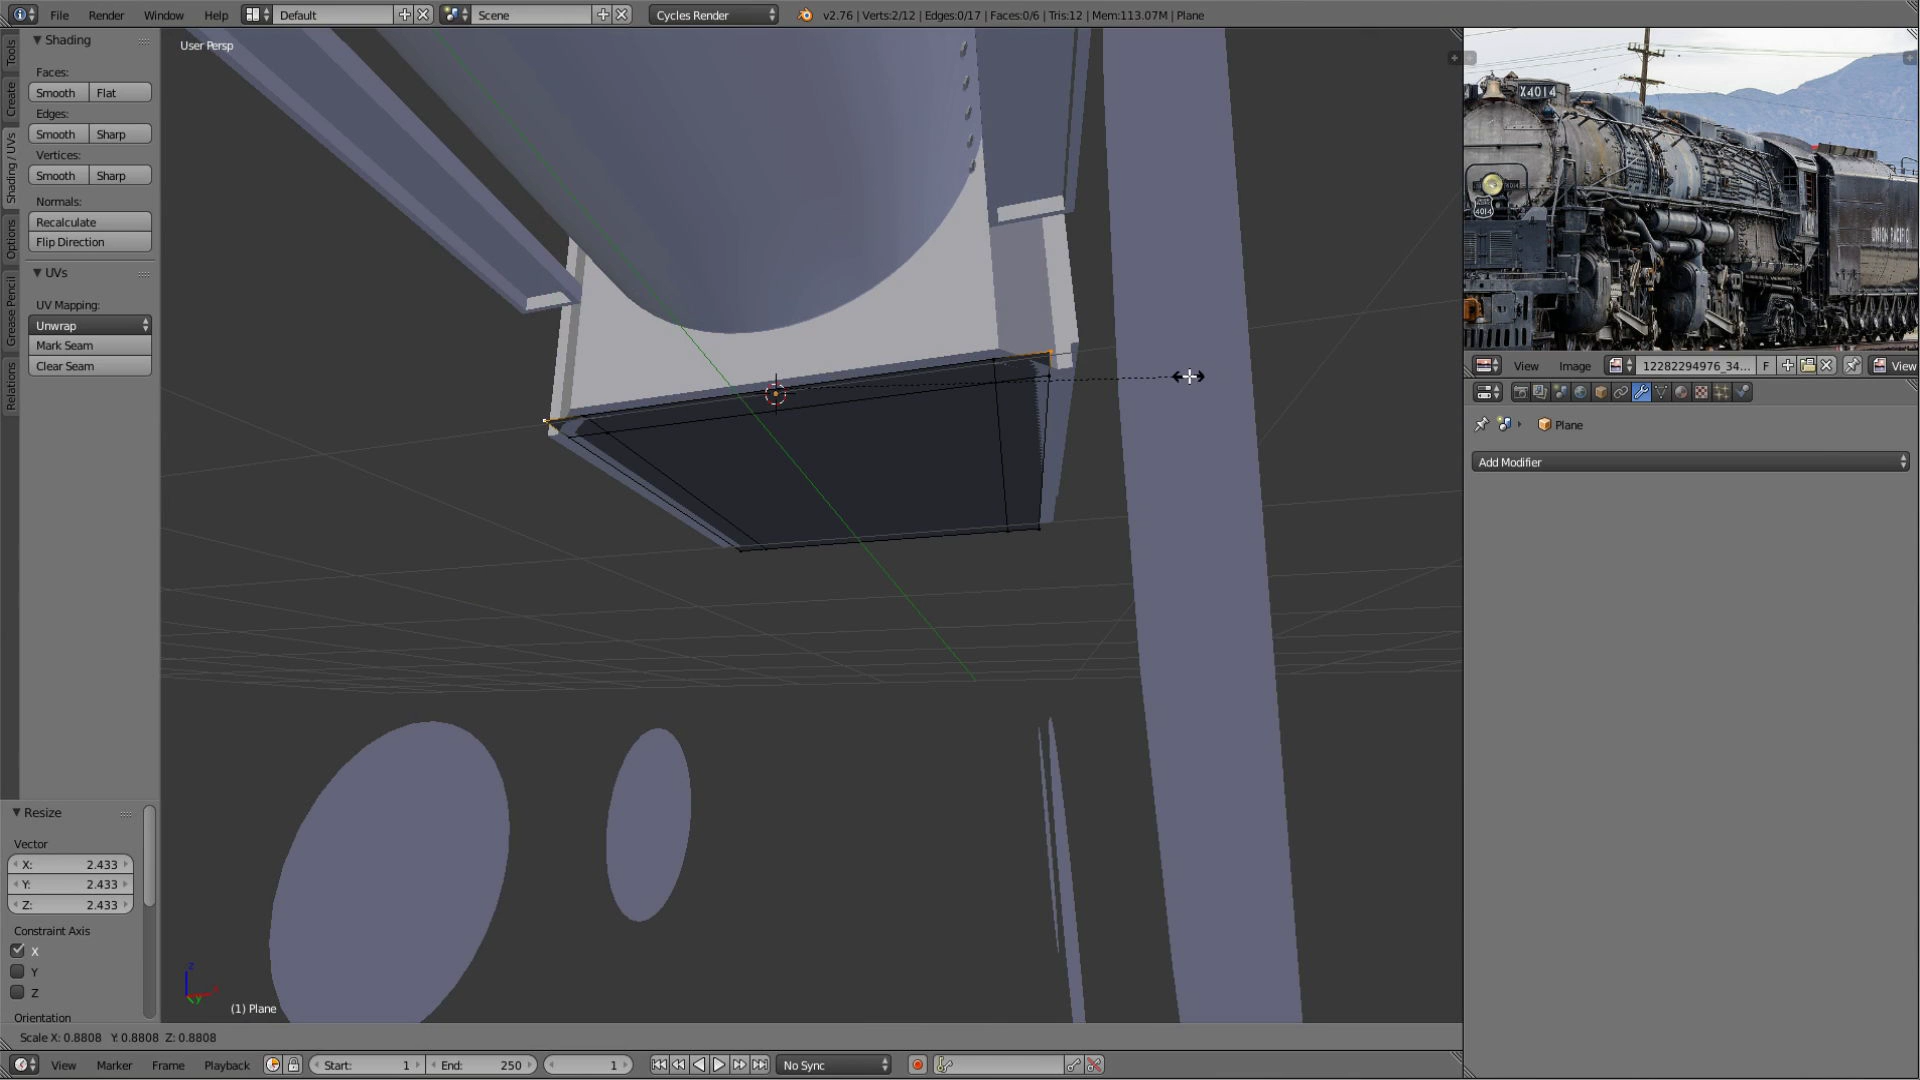 File Render Window Help Default Scene Cycles Render v2.76 | Verts:2/12 | Edges:0/17 | Faces:0/6 | Tris:12 | Mem:113.07M | Plane
Tools
Create
Shading / UVs
Options
Grease Pencil
Relations
Shading
Faces:
Smooth Flat
Edges:
Smooth Sharp
Vertices:
Smooth Sharp
Normals:
Recalculate
Flip Direction
UVs
UV Mapping:
Unwrap
Mark Seam
Clear Seam
Resize
Vector
X: 2.433
Y: 2.433
Z: 2.433
Constraint Axis
X
Y
Z
Orientation
User Persp
z
(1) Plane
X4014
4014
UNION PACIFIC
View Image 12282294976_34... F View
Plane
Add Modifier
Scale X: 0.8808 Y: 0.8808 Z: 0.8808
View Marker Frame Playback Start: 1 End: 250 1 No Sync